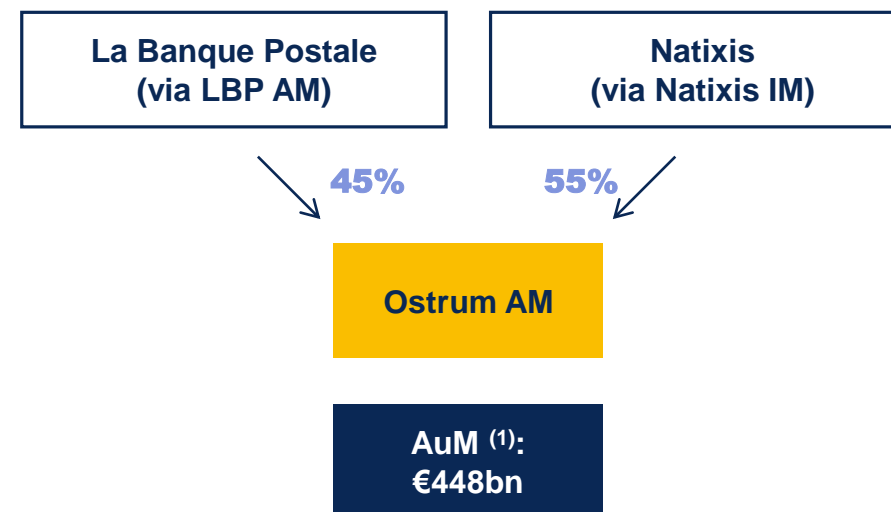 La Banque Postale
(via LBP AM)
Natixis
(via Natixis IM)
45%
55%
Ostrum AM
AuM (1):
€448bn